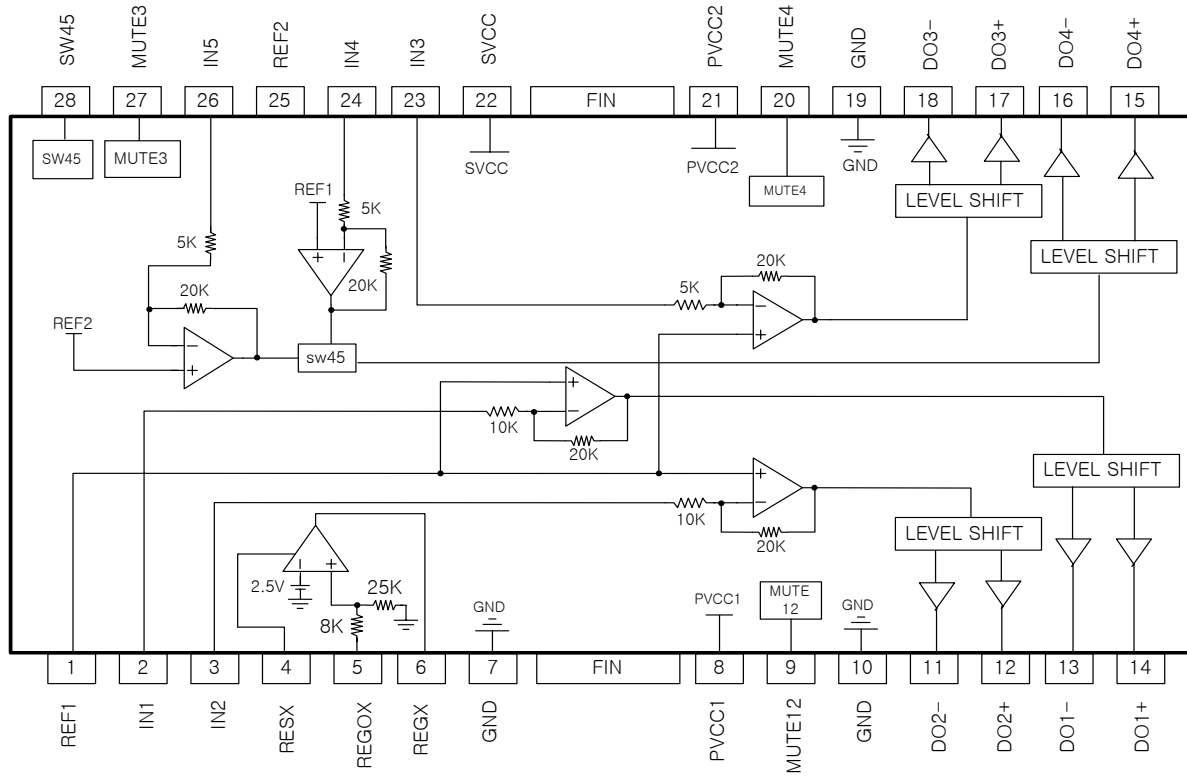 SW45
MUTE3
IN5
REF2
IN4
IN3
SVCC
PVCC2
MUTE4
GND
DO3-
DO3+
DO4-
DO4+
28
27
26
25
24
23
22
FIN
21
20
19
18
17
16
15
SW45
MUTE3
SVCC
PVCC2
MUTE4
GND
REF1
5K
LEVEL SHIFT
5K
+
−
20K
LEVEL SHIFT
20K
20K
5K
REF2
−
+
−
+
sw45
+
−
10K
20K
LEVEL SHIFT
+
−
10K
20K
LEVEL SHIFT
−
+
2.5V
25K
8K
GND
PVCC1
MUTE
12
GND
1
2
3
4
5
6
7
FIN
8
9
10
11
12
13
14
REF1
IN1
IN2
RESX
REGOX
REGX
GND
PVCC1
MUTE12
GND
DO2-
DO2+
DO1-
DO1+